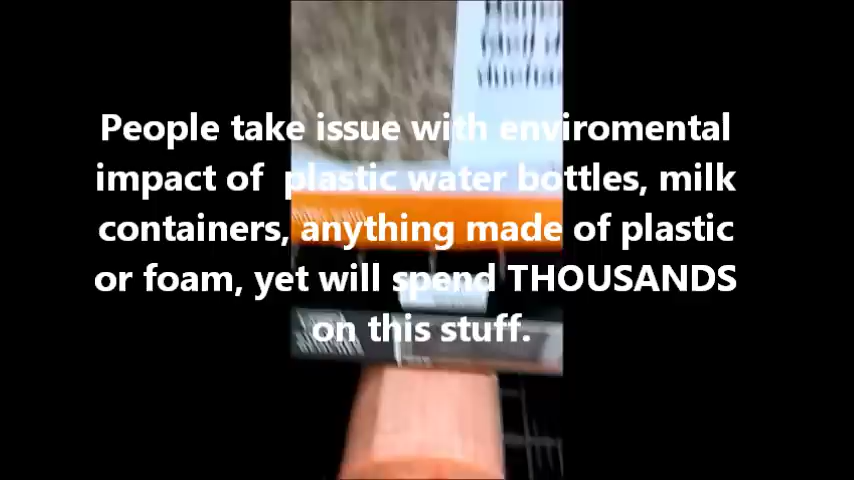 People take issue with enviromental
impact of  plastic water bottles, milk
containers, anything made of plastic
or foam, yet will spend THOUSANDS
on this stuff.